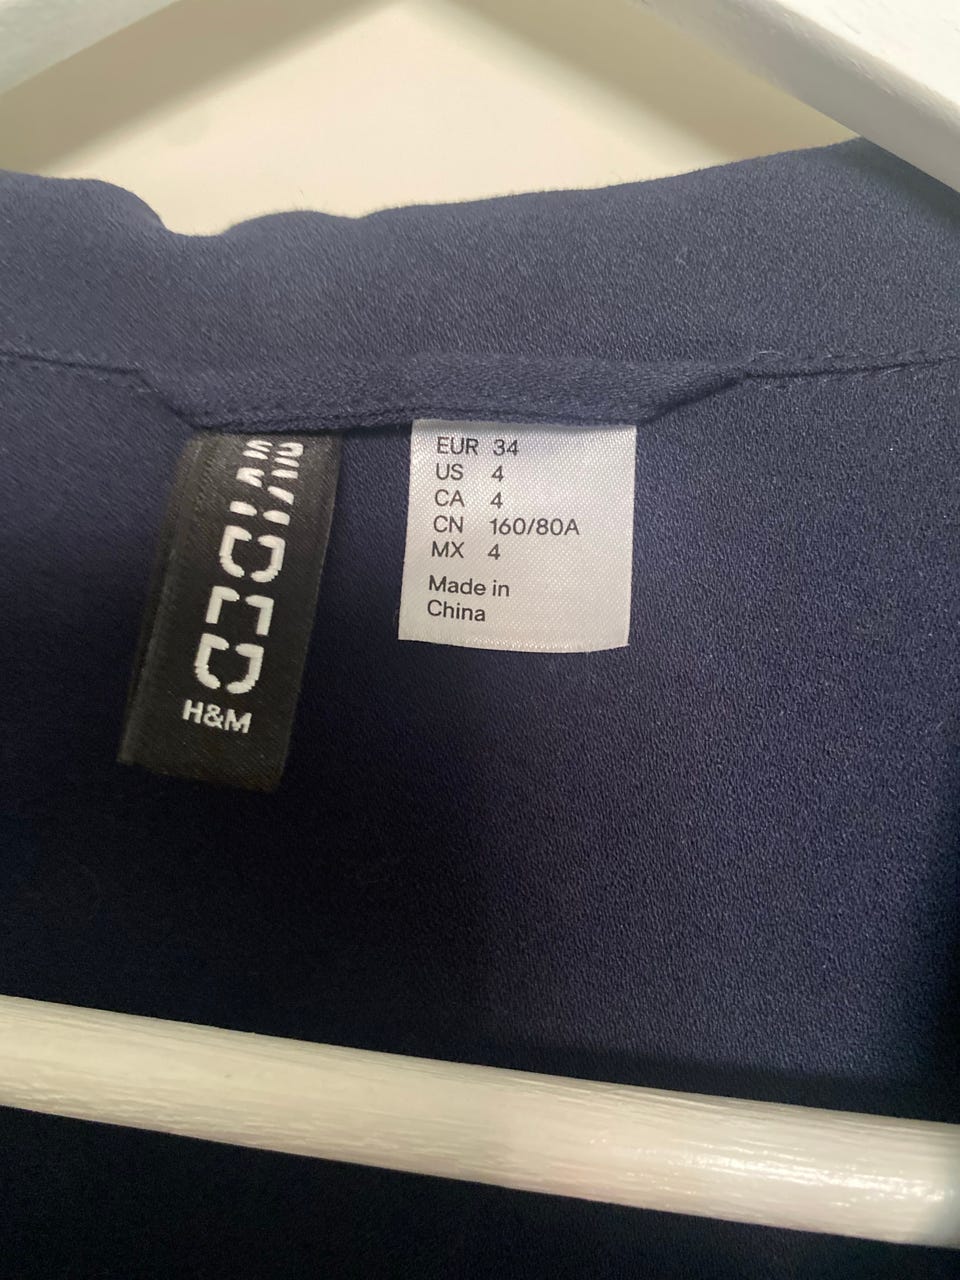 H&M
EUR 34
US 4
CA 4
CN 160/80A
MX 4
Made in
China